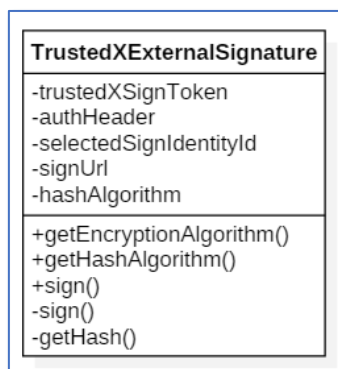 TrustedXExternalSignature
-trustedXSignToken
-authHeader
-selectedSignIdentityId
-signUrl
-hashAlgorithm
+getEncryptionAlgorithm()
+getHashAlgorithm()
+sign()
-sign()
-getHash()